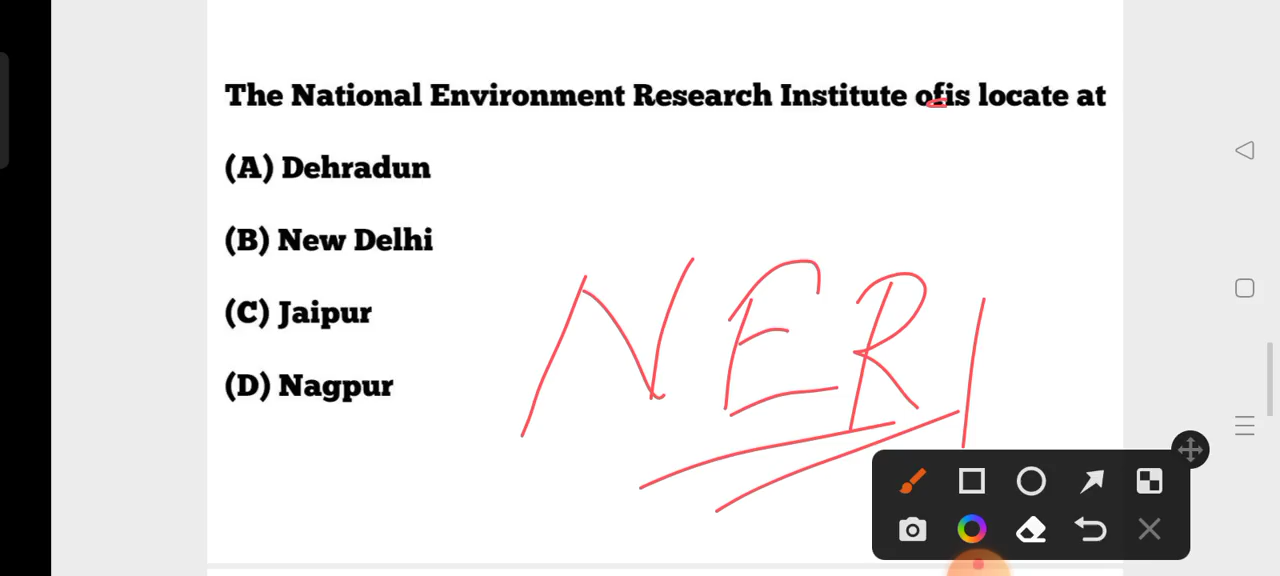 The National Environment Research Institute ofis locate at
(A) Dehradun
(B) New Delhi
(C) Jaipur
(D) Nagpur
NERI